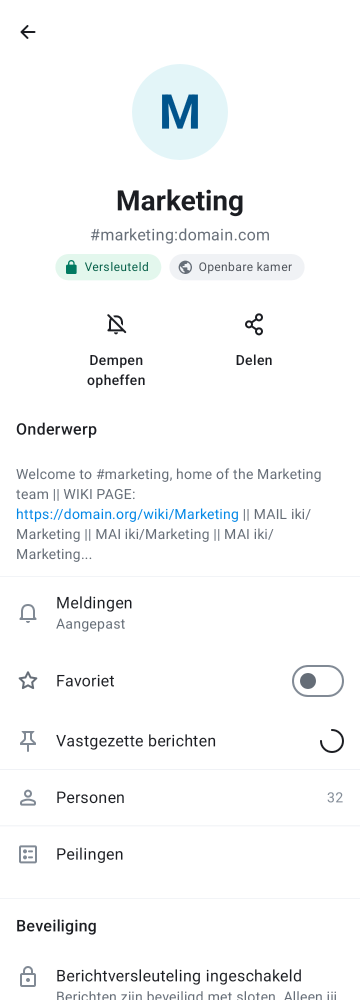 M
Marketing
#marketing:domain.com
Versleuteld
Openbare kamer
Dempen
opheffen
Delen
Onderwerp
Welcome to #marketing, home of the Marketing
team || WIKI PAGE:
https://domain.org/wiki/Marketing || MAIL iki/
Marketing || MAI iki/Marketing || MAI iki/
Marketing...
Meldingen
Aangepast
Favoriet
Vastgezette berichten
Personen
32
Peilingen
Beveiliging
Berichtversleuteling ingeschakeld
Berichten zijn beveiligd met sloten. Alleen jij